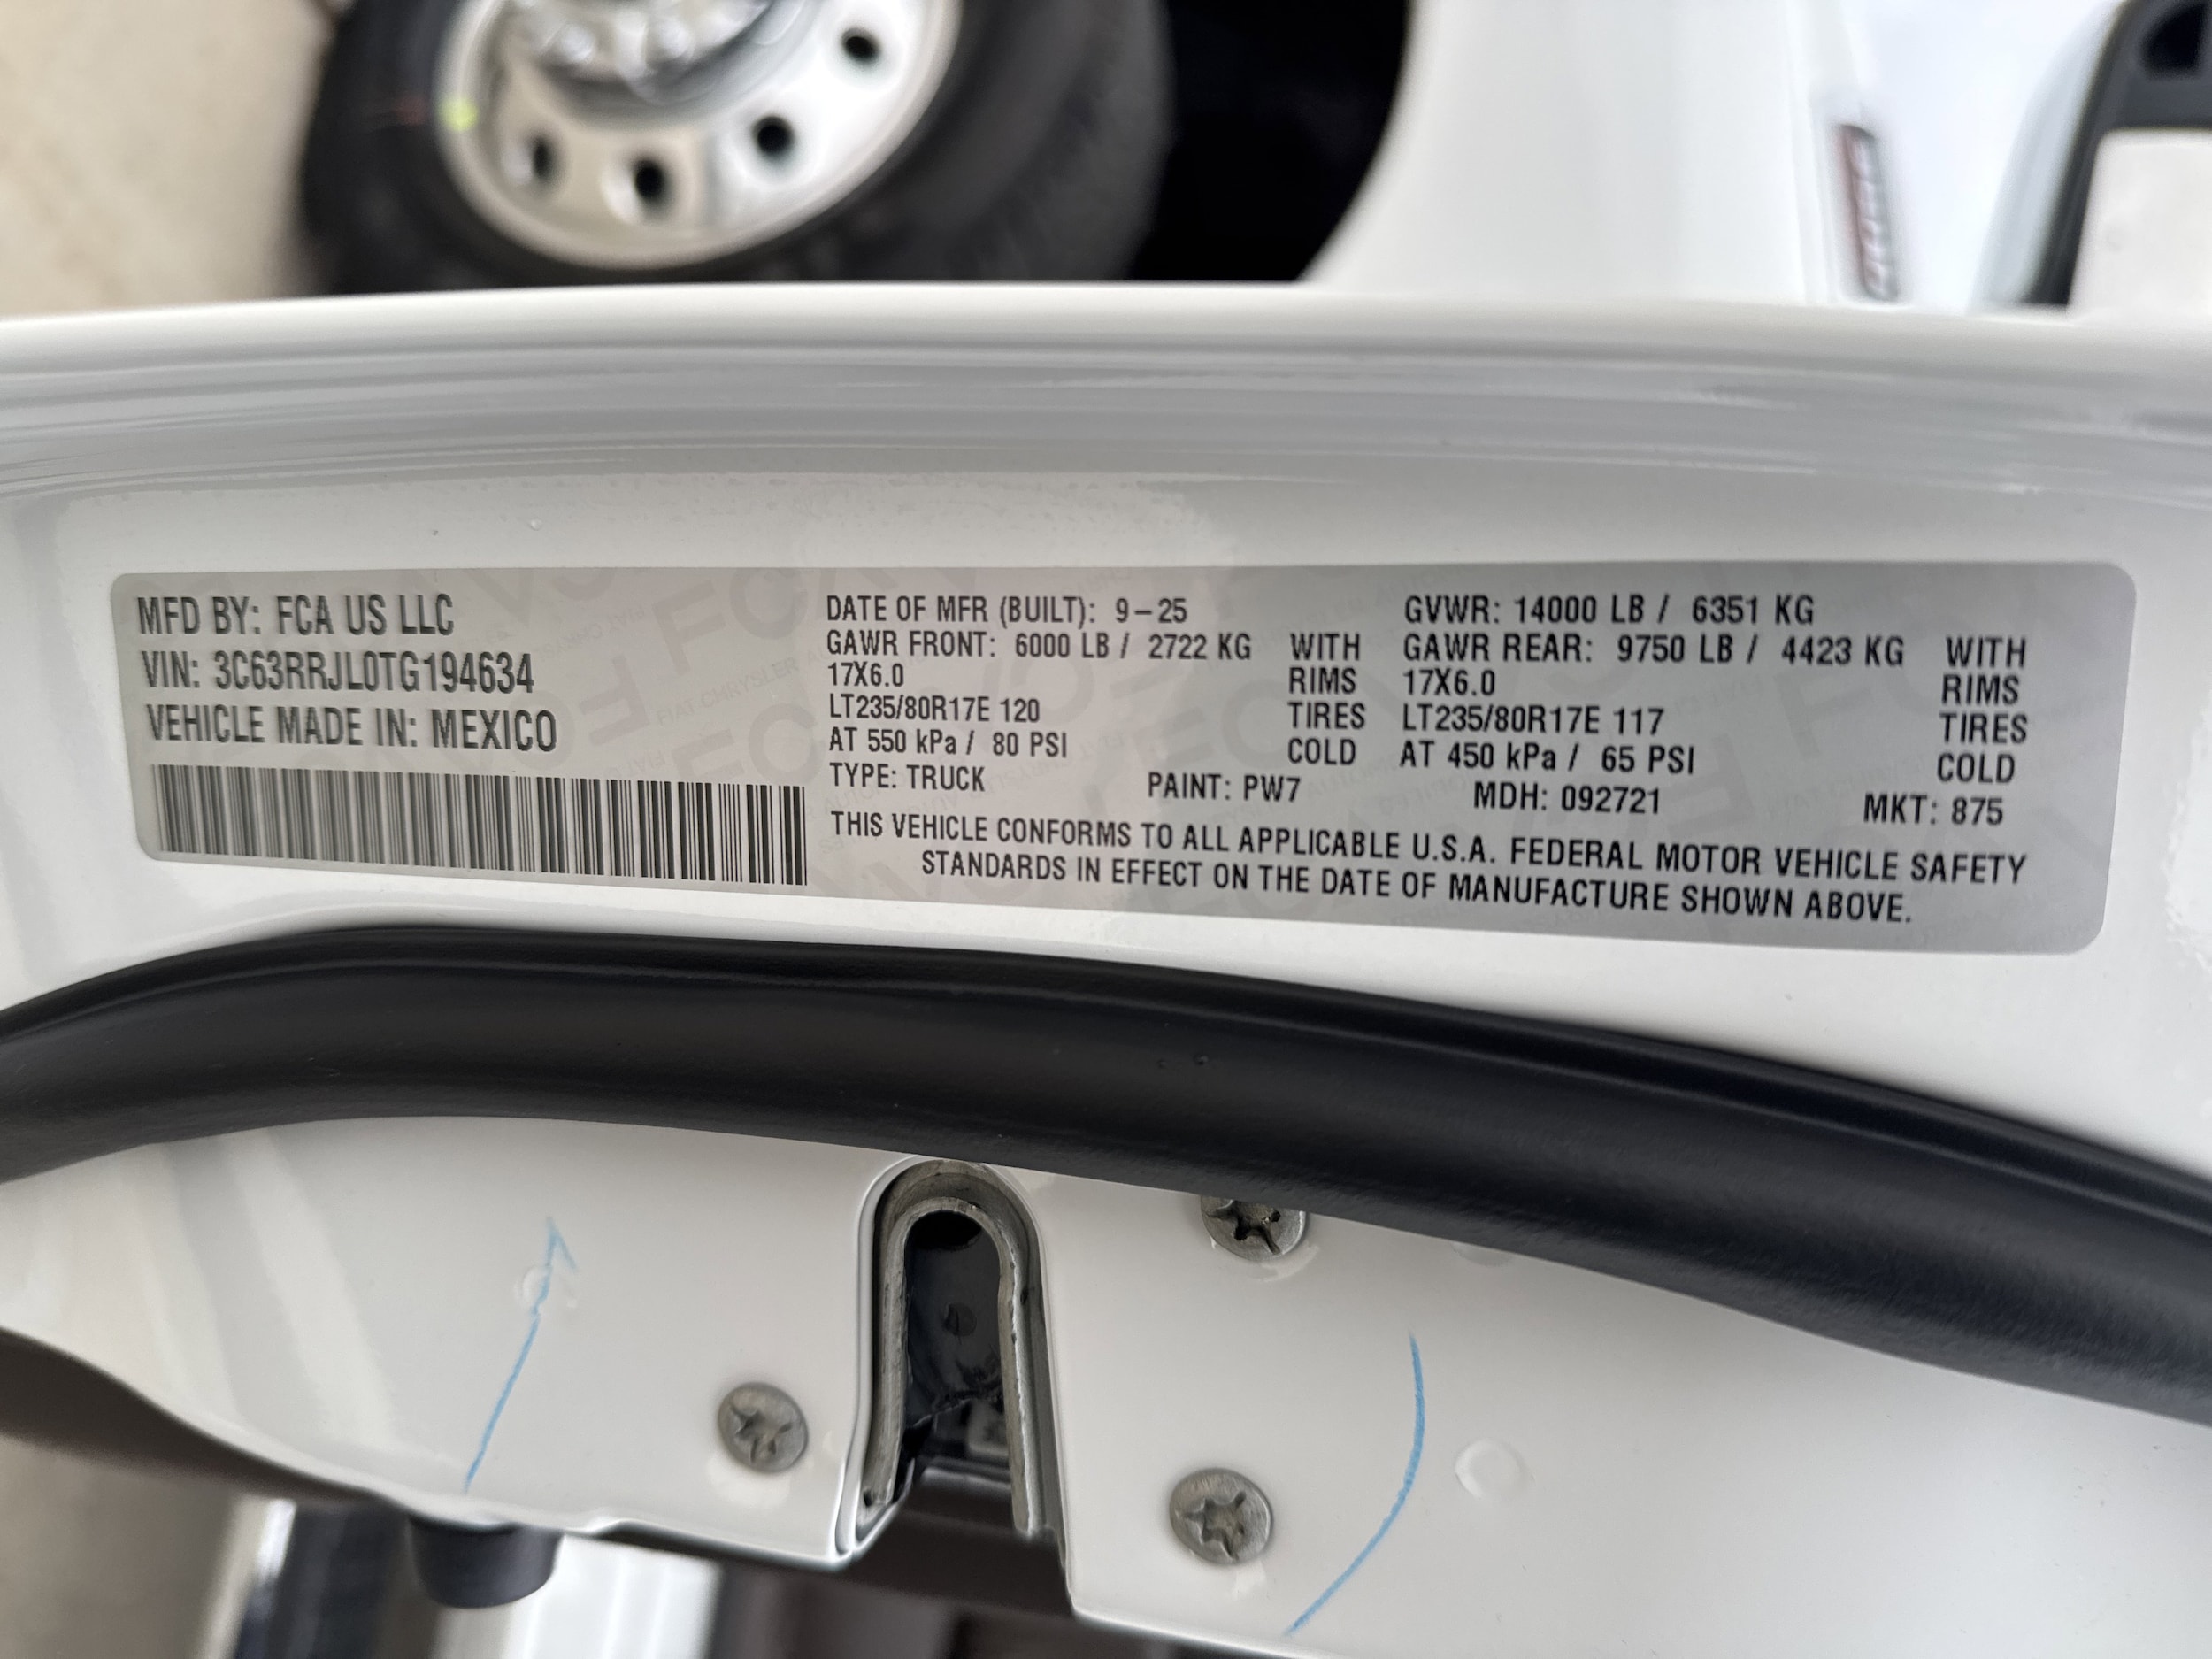 MFD BY: FCA US LLC
VIN: 3C63RRJL0TG194634
VEHICLE MADE IN: MEXICO
DATE OF MFR (BUILT): 9-25
GAWR FRONT: 6000 LB / 2722 KG WITH
17X6.0 RIMS
LT235/80R17E 120 TIRES
AT 550 kPa / 80 PSI COLD
TYPE: TRUCK PAINT: PW7
GVWR: 14000 LB / 6351 KG
GAWR REAR: 9750 LB / 4423 KG WITH
17X6.0 RIMS
LT235/80R17E 117 TIRES
AT 450 kPa / 65 PSI COLD
MDH: 092721 MKT: 875
THIS VEHICLE CONFORMS TO ALL APPLICABLE U.S.A. FEDERAL MOTOR VEHICLE SAFETY
STANDARDS IN EFFECT ON THE DATE OF MANUFACTURE SHOWN ABOVE.